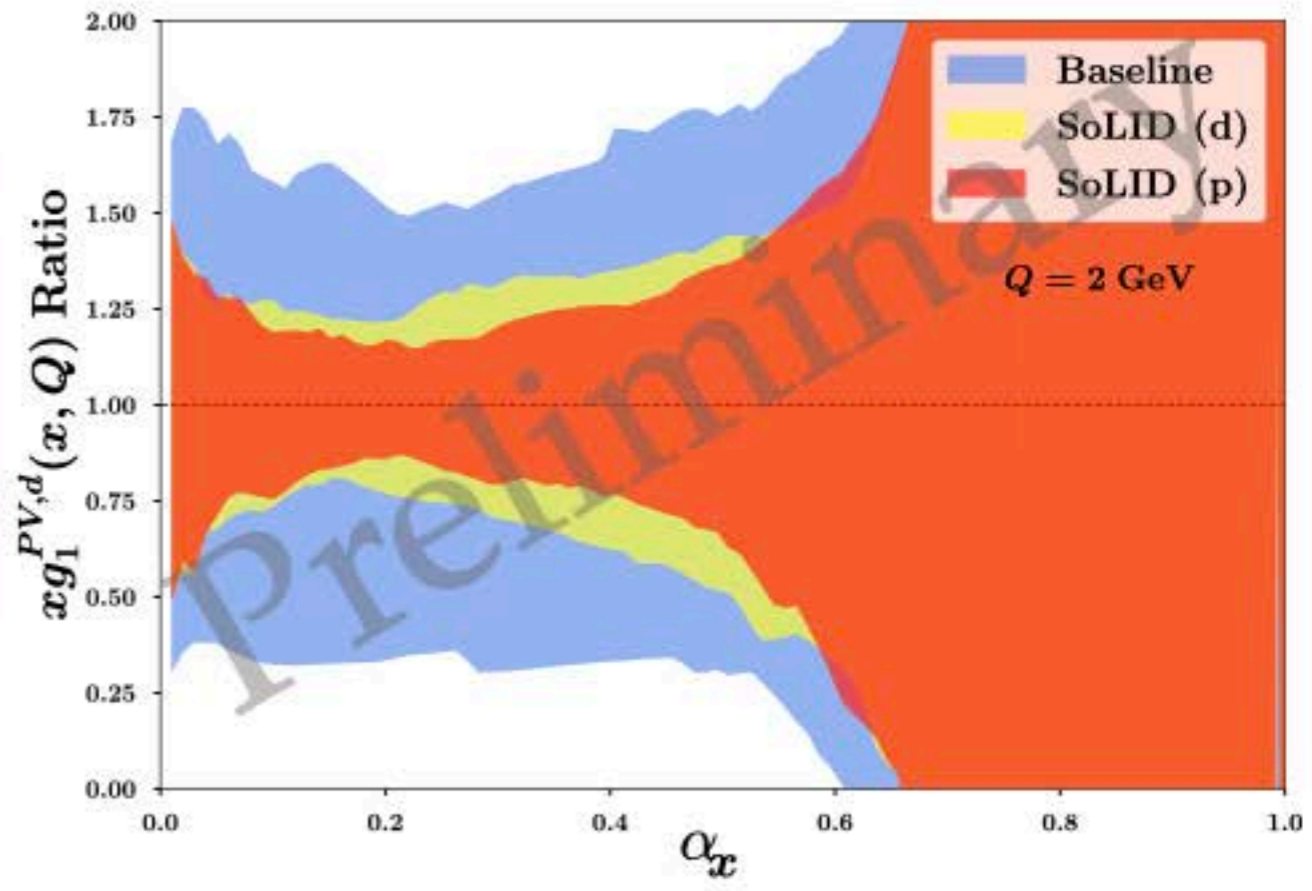 2.00
1.75
1.50
1.25
1.00
0.75
0.50
0.25
0.00
xg₁^{PV,d}(x, Q) Ratio
Baseline
SoLID (d)
SoLID (p)
Q = 2 GeV
Preliminary
0.0 0.2 0.4 0.6 0.8 1.0
αx